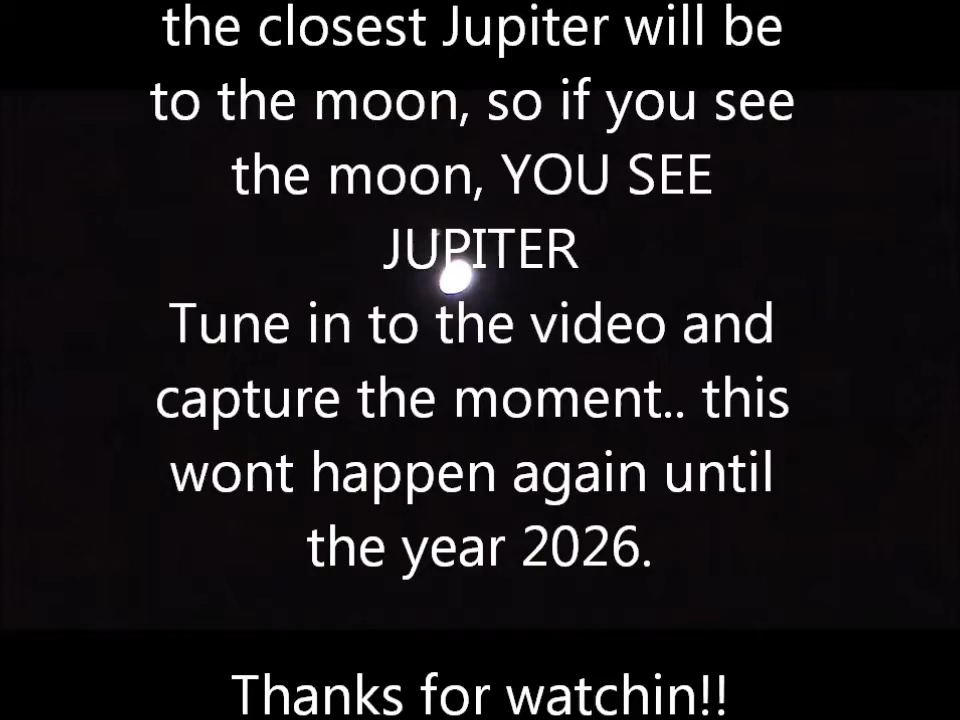 the closest Jupiter will be
to the moon, so if you see
the moon, YOU SEE
JUPITER
Tune in to the video and
capture the moment.. this
wont happen again until
the year 2026.
Thanks for watchin!!